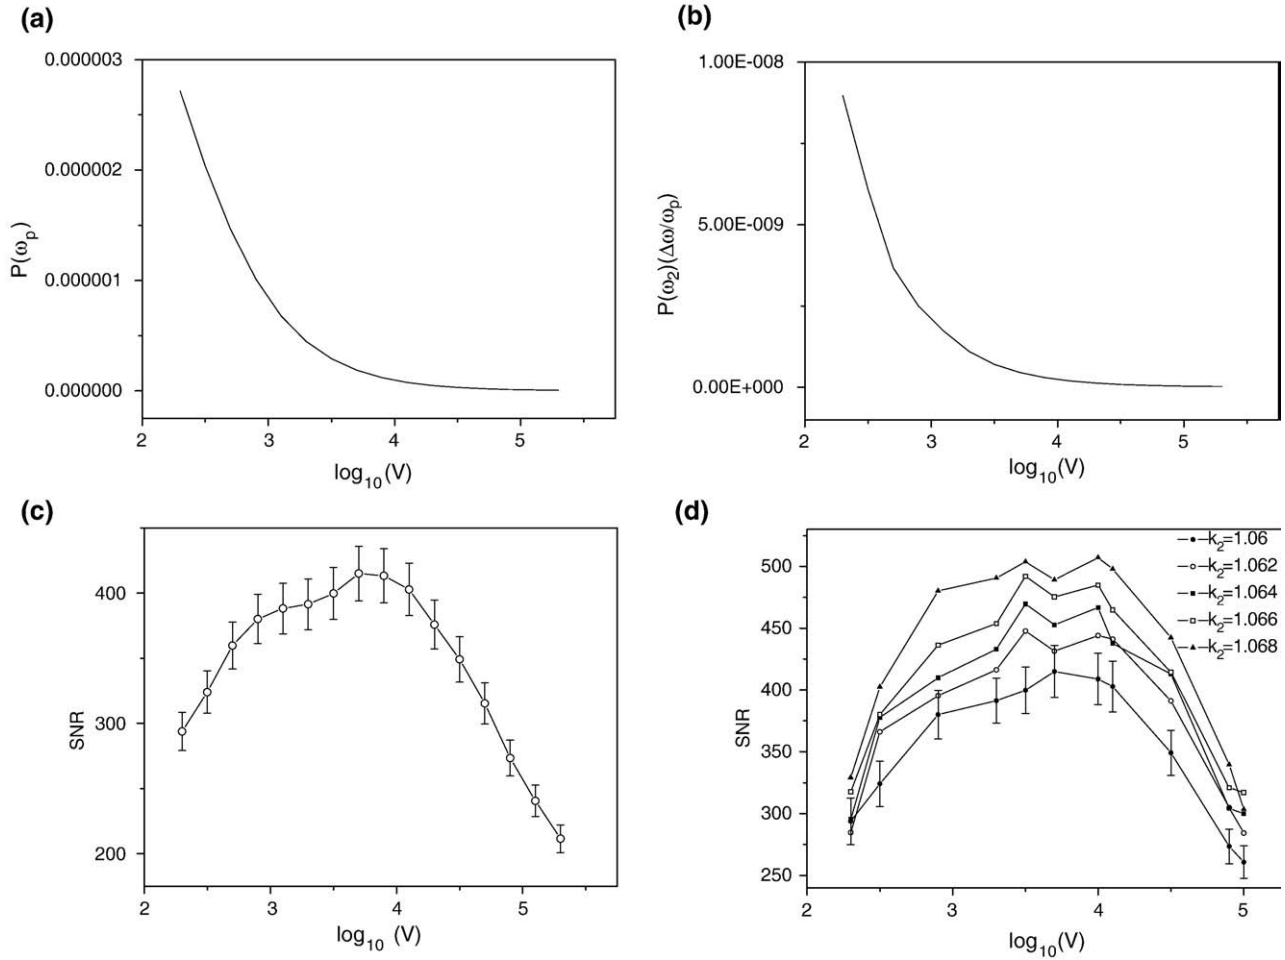 (a)
0.000003
0.000002
0.000001
0.000000
P(ωₚ)
2 3 4 5
log₁₀(V)
(b)
1.00E-008
5.00E-009
0.00E+000
P(ω₂)(Δω/ωₚ)
2 3 4 5
log₁₀(V)
(c)
400
300
200
SNR
2 3 4 5
log₁₀ (V)
(d)
500
450
400
350
300
250
SNR
k₂=1.06
k₂=1.062
k₂=1.064
k₂=1.066
k₂=1.068
2 3 4 5
log₁₀(V)